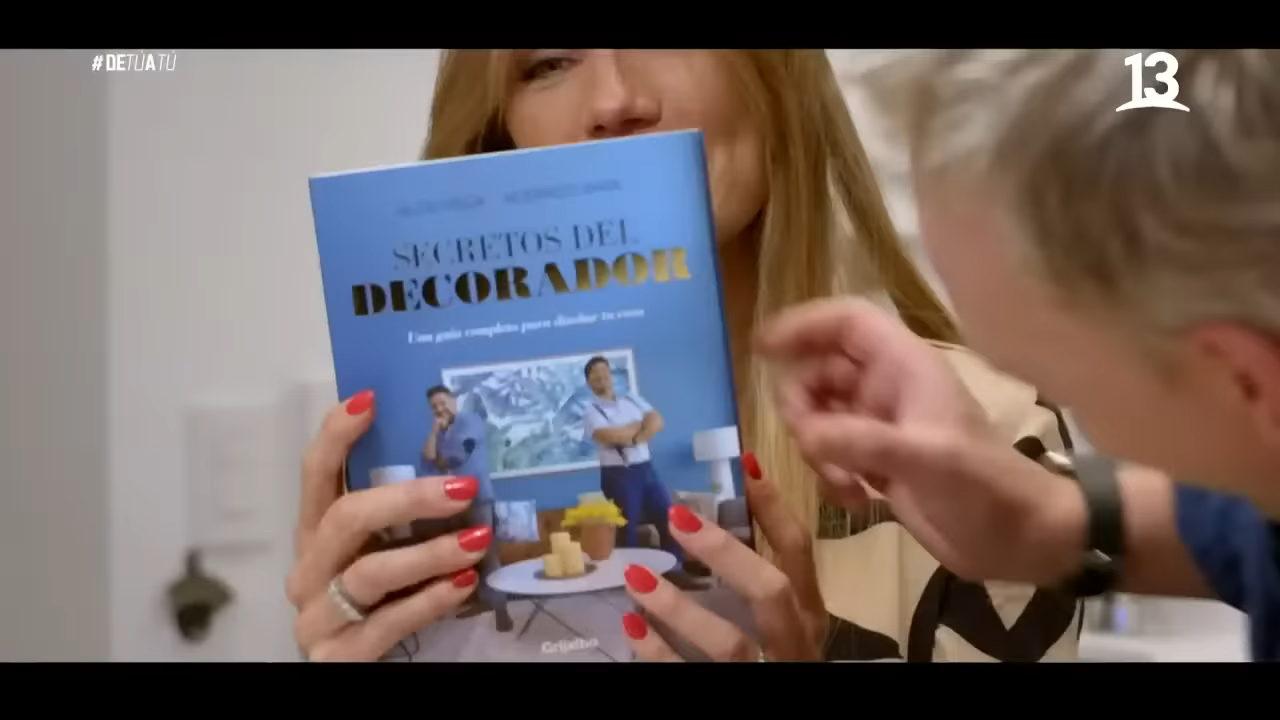 #DETÚATÚ
13
SECRETOS DEL
DECORADOR
Una guía completa para diseñar tu casa
Grijalbo